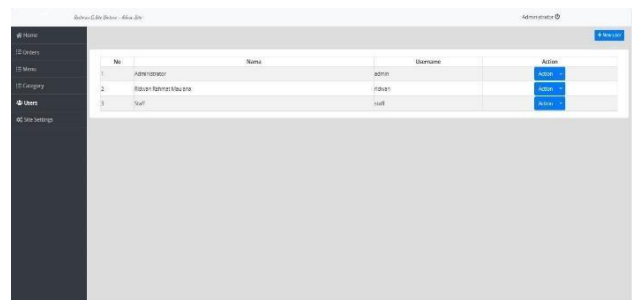 Administrator
Home
+ New user
Orders
Menu
Category
Users
Site Settings
No Nama Username Action
1. Administrator admin Action
2. Ridwan Rahmat Maulana ridwan Action
3. Staff staff Action